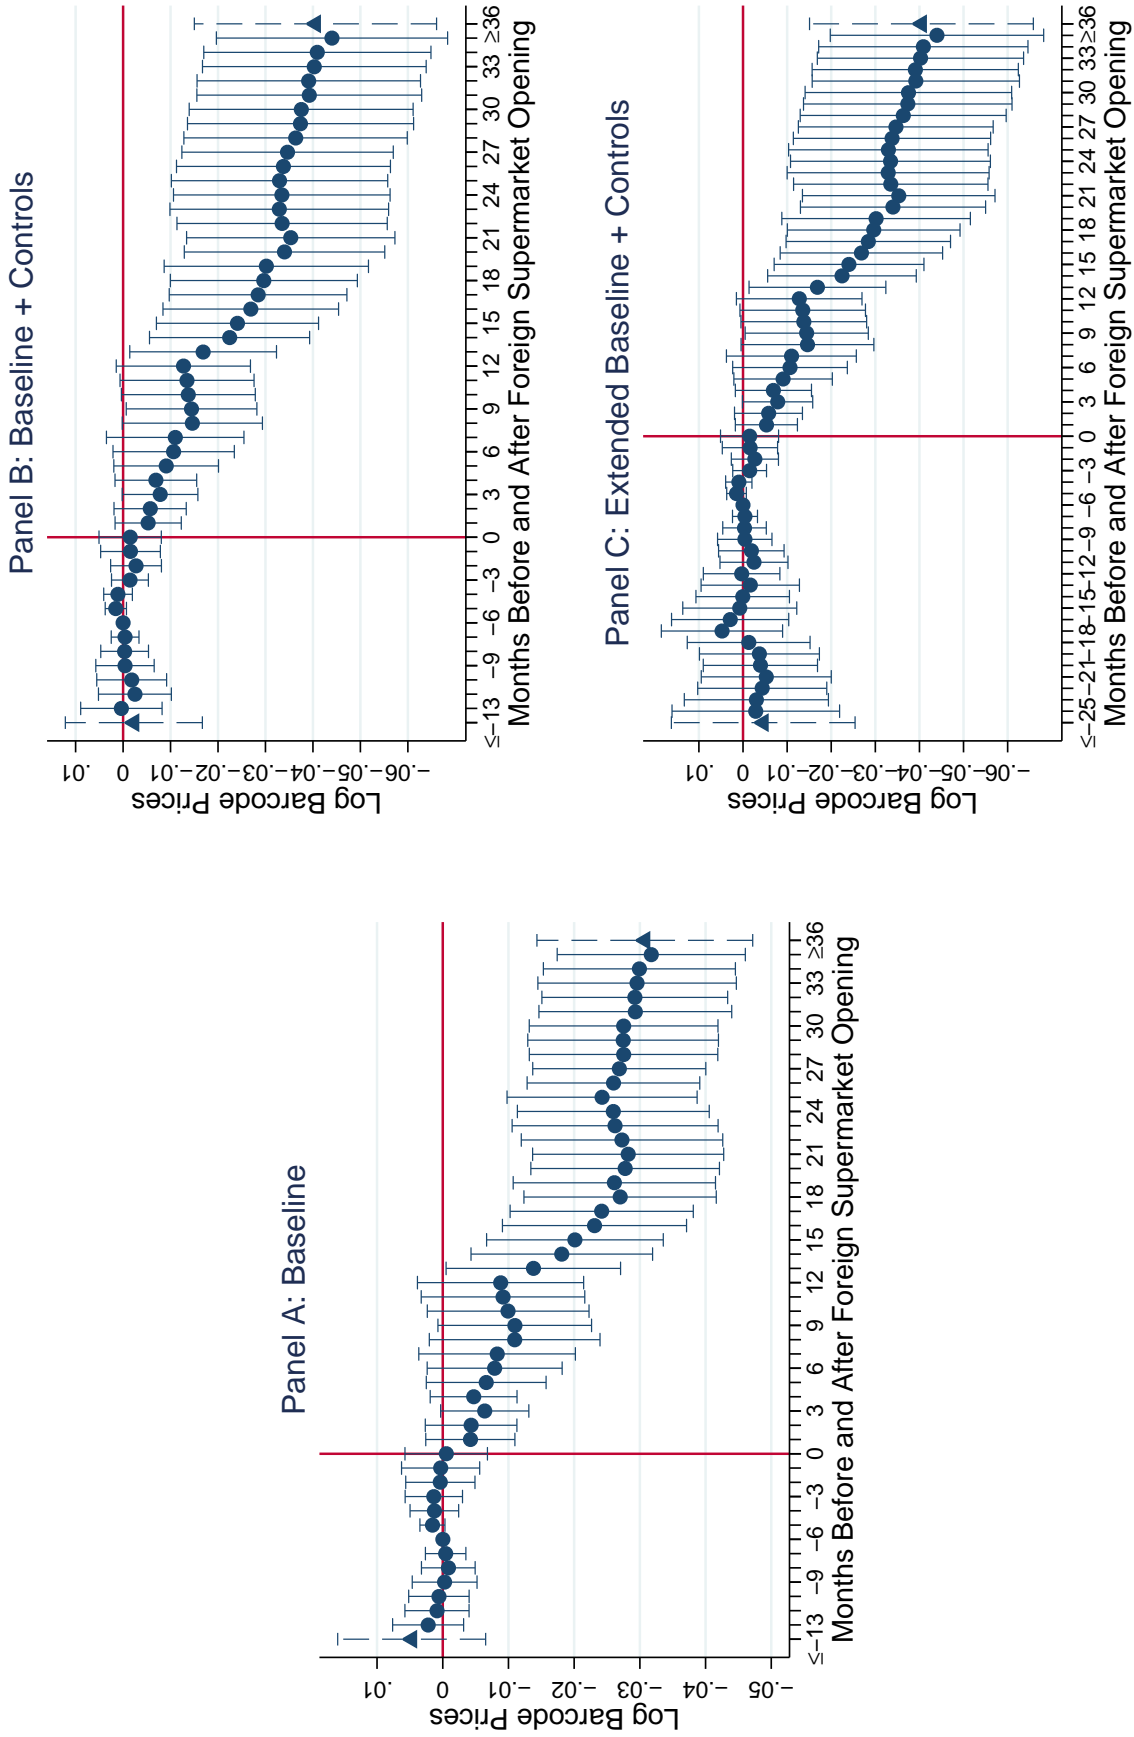 Panel A: Baseline
Log Barcode Prices
.01
0
−.01
−.02
−.03
−.04
−.05
≤−13 −9 −6 −3 0 3 6 9 12 15 18 21 24 27 30 33 ≥36
Months Before and After Foreign Supermarket Opening
Panel B: Baseline + Controls
Log Barcode Prices
.01
0
−.01
−.02
−.03
−.04
−.05
−.06
≤−13 −9 −6 −3 0 3 6 9 12 15 18 21 24 27 30 33 ≥36
Months Before and After Foreign Supermarket Opening
Panel C: Extended Baseline + Controls
Log Barcode Prices
.01
0
−.01
−.02
−.03
−.04
−.05
−.06
≤−25 −21 −18 −15 −12 −9 −6 −3 0 3 6 9 12 15 18 21 24 27 30 33 ≥36
Months Before and After Foreign Supermarket Opening